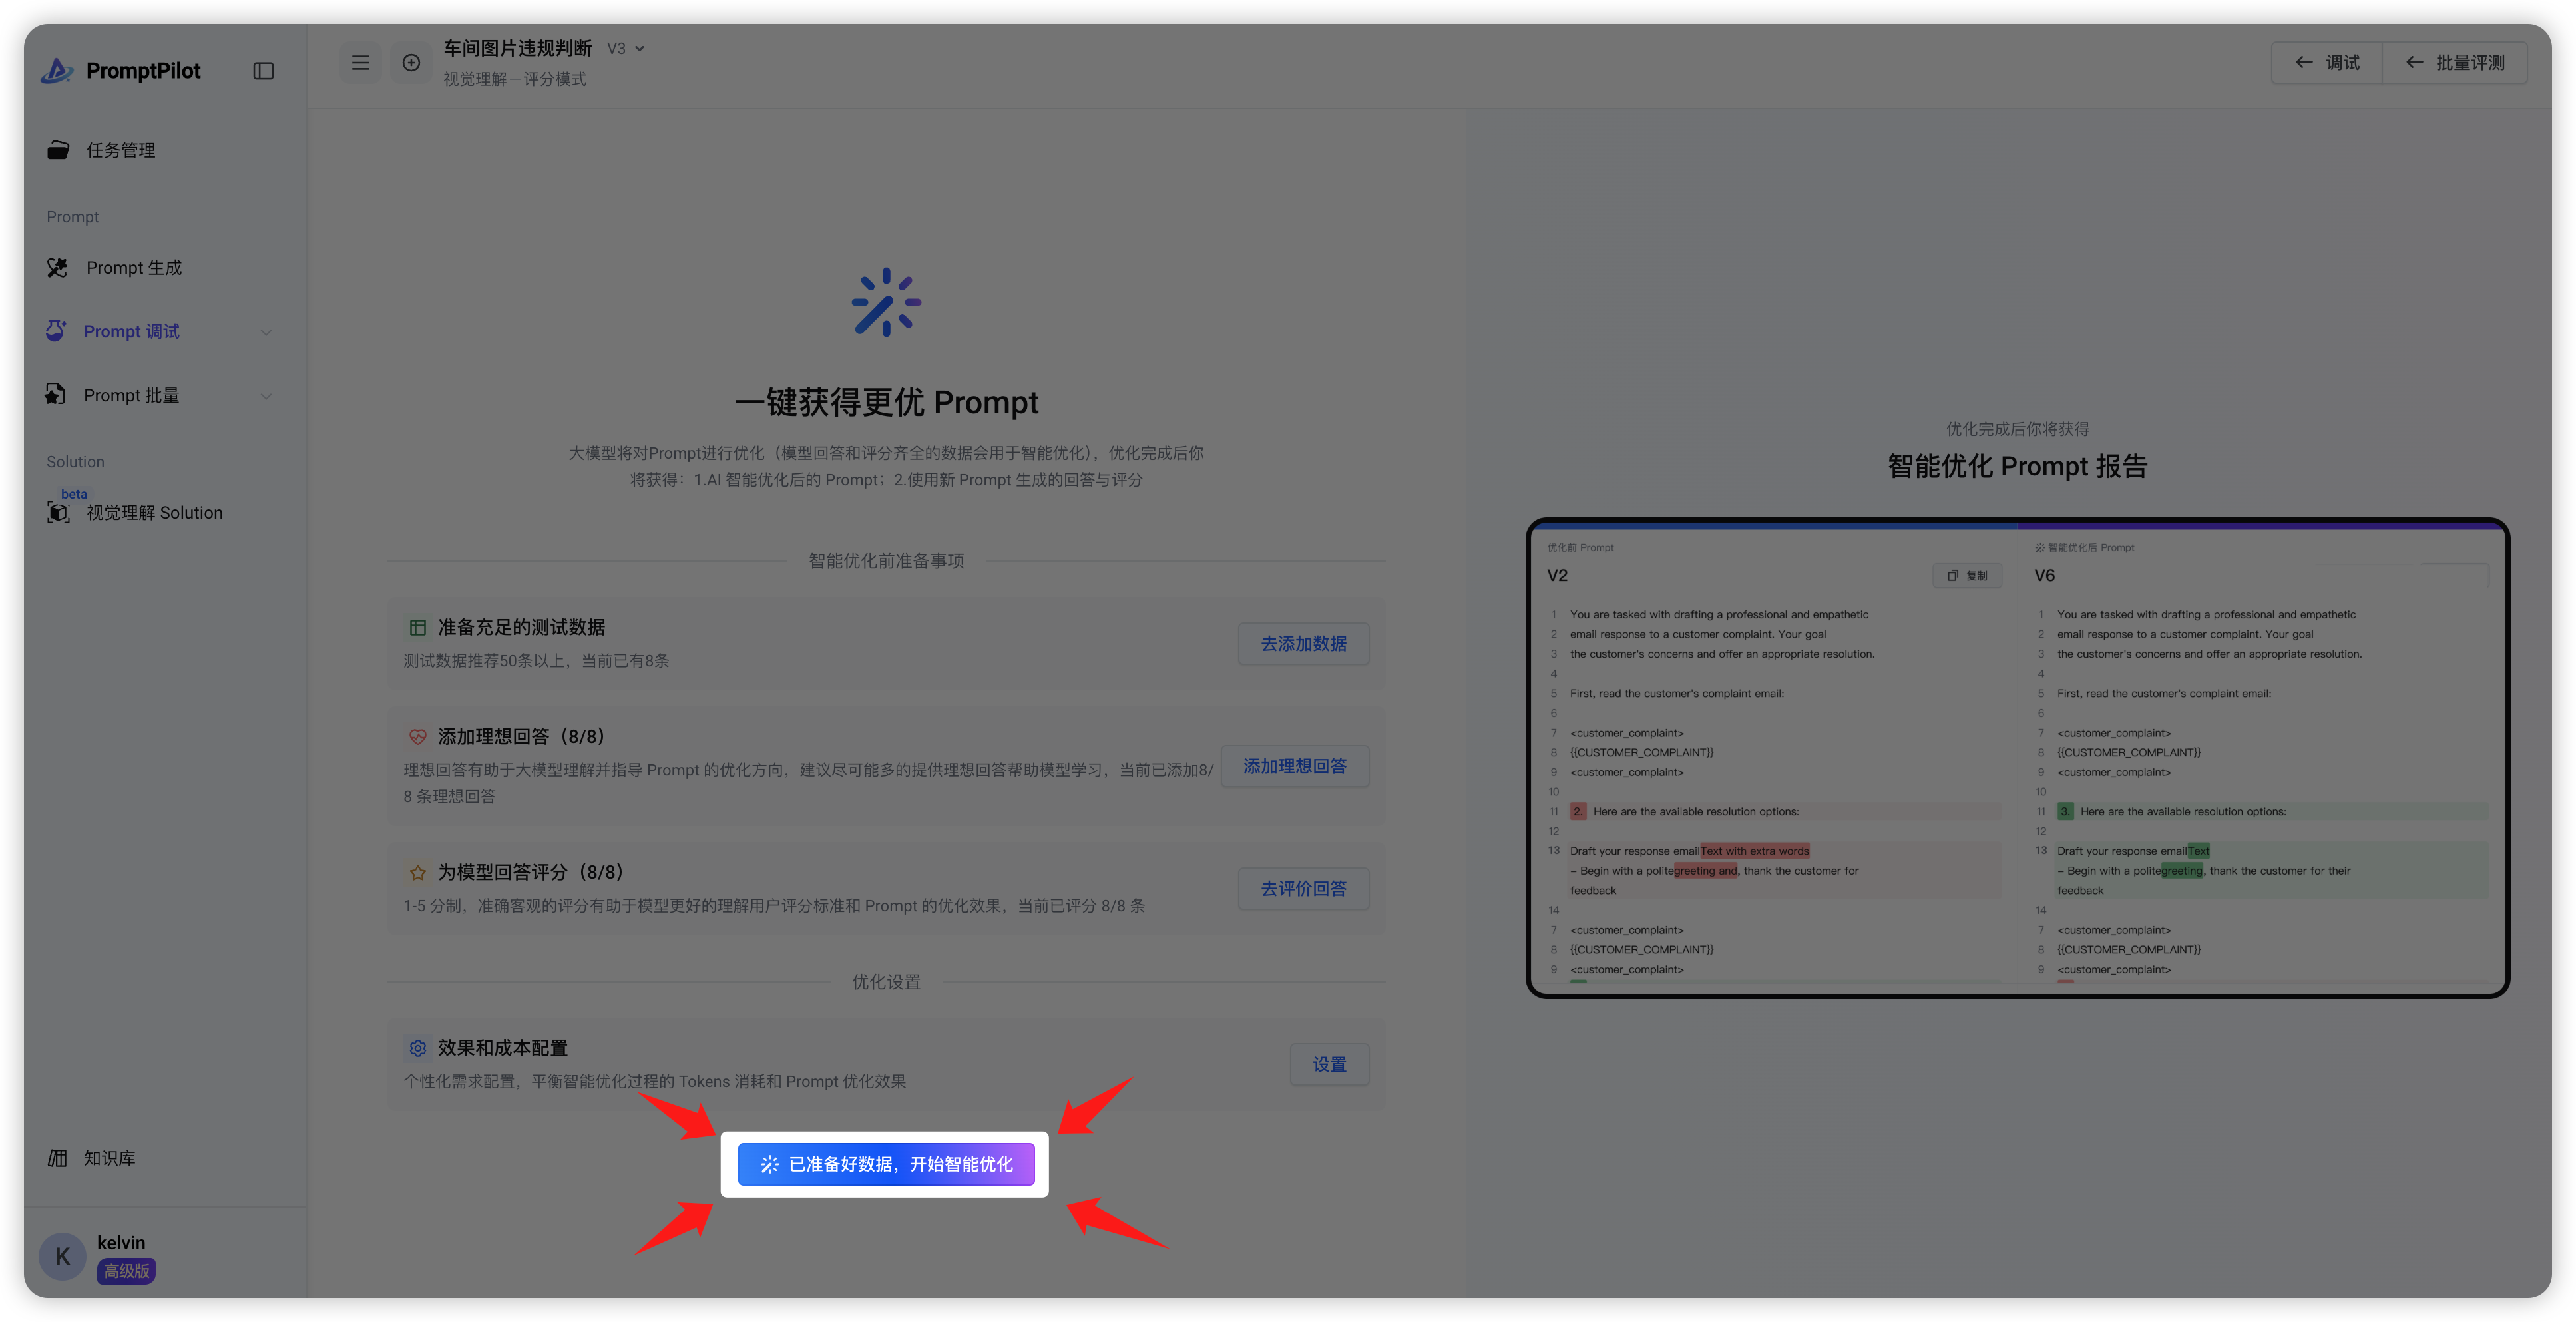 PromptPilot
任务管理
Prompt
Prompt 生成
Prompt 调试
Prompt 批量
Solution
beta
视觉理解 Solution
知识库
K
kelvin
高级版
车间图片违规判断 V3
视觉理解－评分模式
调试
批量评测
一键获得更优 Prompt
大模型将对Prompt进行优化（模型回答和评分齐全的数据会用于智能优化），优化完成后你
将获得：1.AI 智能优化后的 Prompt；2.使用新 Prompt 生成的回答与评分
智能优化前准备事项
准备充足的测试数据
测试数据推荐50条以上，当前已有8条
去添加数据
添加理想回答（8/8）
理想回答有助于大模型理解并指导 Prompt 的优化方向，建议尽可能多的提供理想回答帮助模型学习，当前已添加8/
8 条理想回答
添加理想回答
为模型回答评分（8/8）
1-5 分制，准确客观的评分有助于模型更好的理解用户评分标准和 Prompt 的优化效果，当前已评分 8/8 条
去评价回答
优化设置
效果和成本配置
个性化需求配置，平衡智能优化过程的 Tokens 消耗和 Prompt 优化效果
设置
已准备好数据，开始智能优化
优化完成后你将获得
智能优化 Prompt 报告
优化前 Prompt
V2
复制
1 You are tasked with drafting a professional and empathetic
2 email response to a customer complaint. Your goal
3 the customer's concerns and offer an appropriate resolution.
4
5 First, read the customer's complaint email:
6
7 <customer_complaint>
8 {{CUSTOMER_COMPLAINT}}
9 <customer_complaint>
10
11 2. Here are the available resolution options:
12
13 Draft your response emailText with extra words
– Begin with a politegreeting and, thank the customer for
feedback
14
7 <customer_complaint>
8 {{CUSTOMER_COMPLAINT}}
9 <customer_complaint>
智能优化后 Prompt
V6
1 You are tasked with drafting a professional and empathetic
2 email response to a customer complaint. Your goal
3 the customer's concerns and offer an appropriate resolution.
4
5 First, read the customer's complaint email:
6
7 <customer_complaint>
8 {{CUSTOMER_COMPLAINT}}
9 <customer_complaint>
10
11 3. Here are the available resolution options:
12
13 Draft your response emailText
– Begin with a politegreeting, thank the customer for their
feedback
14
7 <customer_complaint>
8 {{CUSTOMER_COMPLAINT}}
9 <customer_complaint>